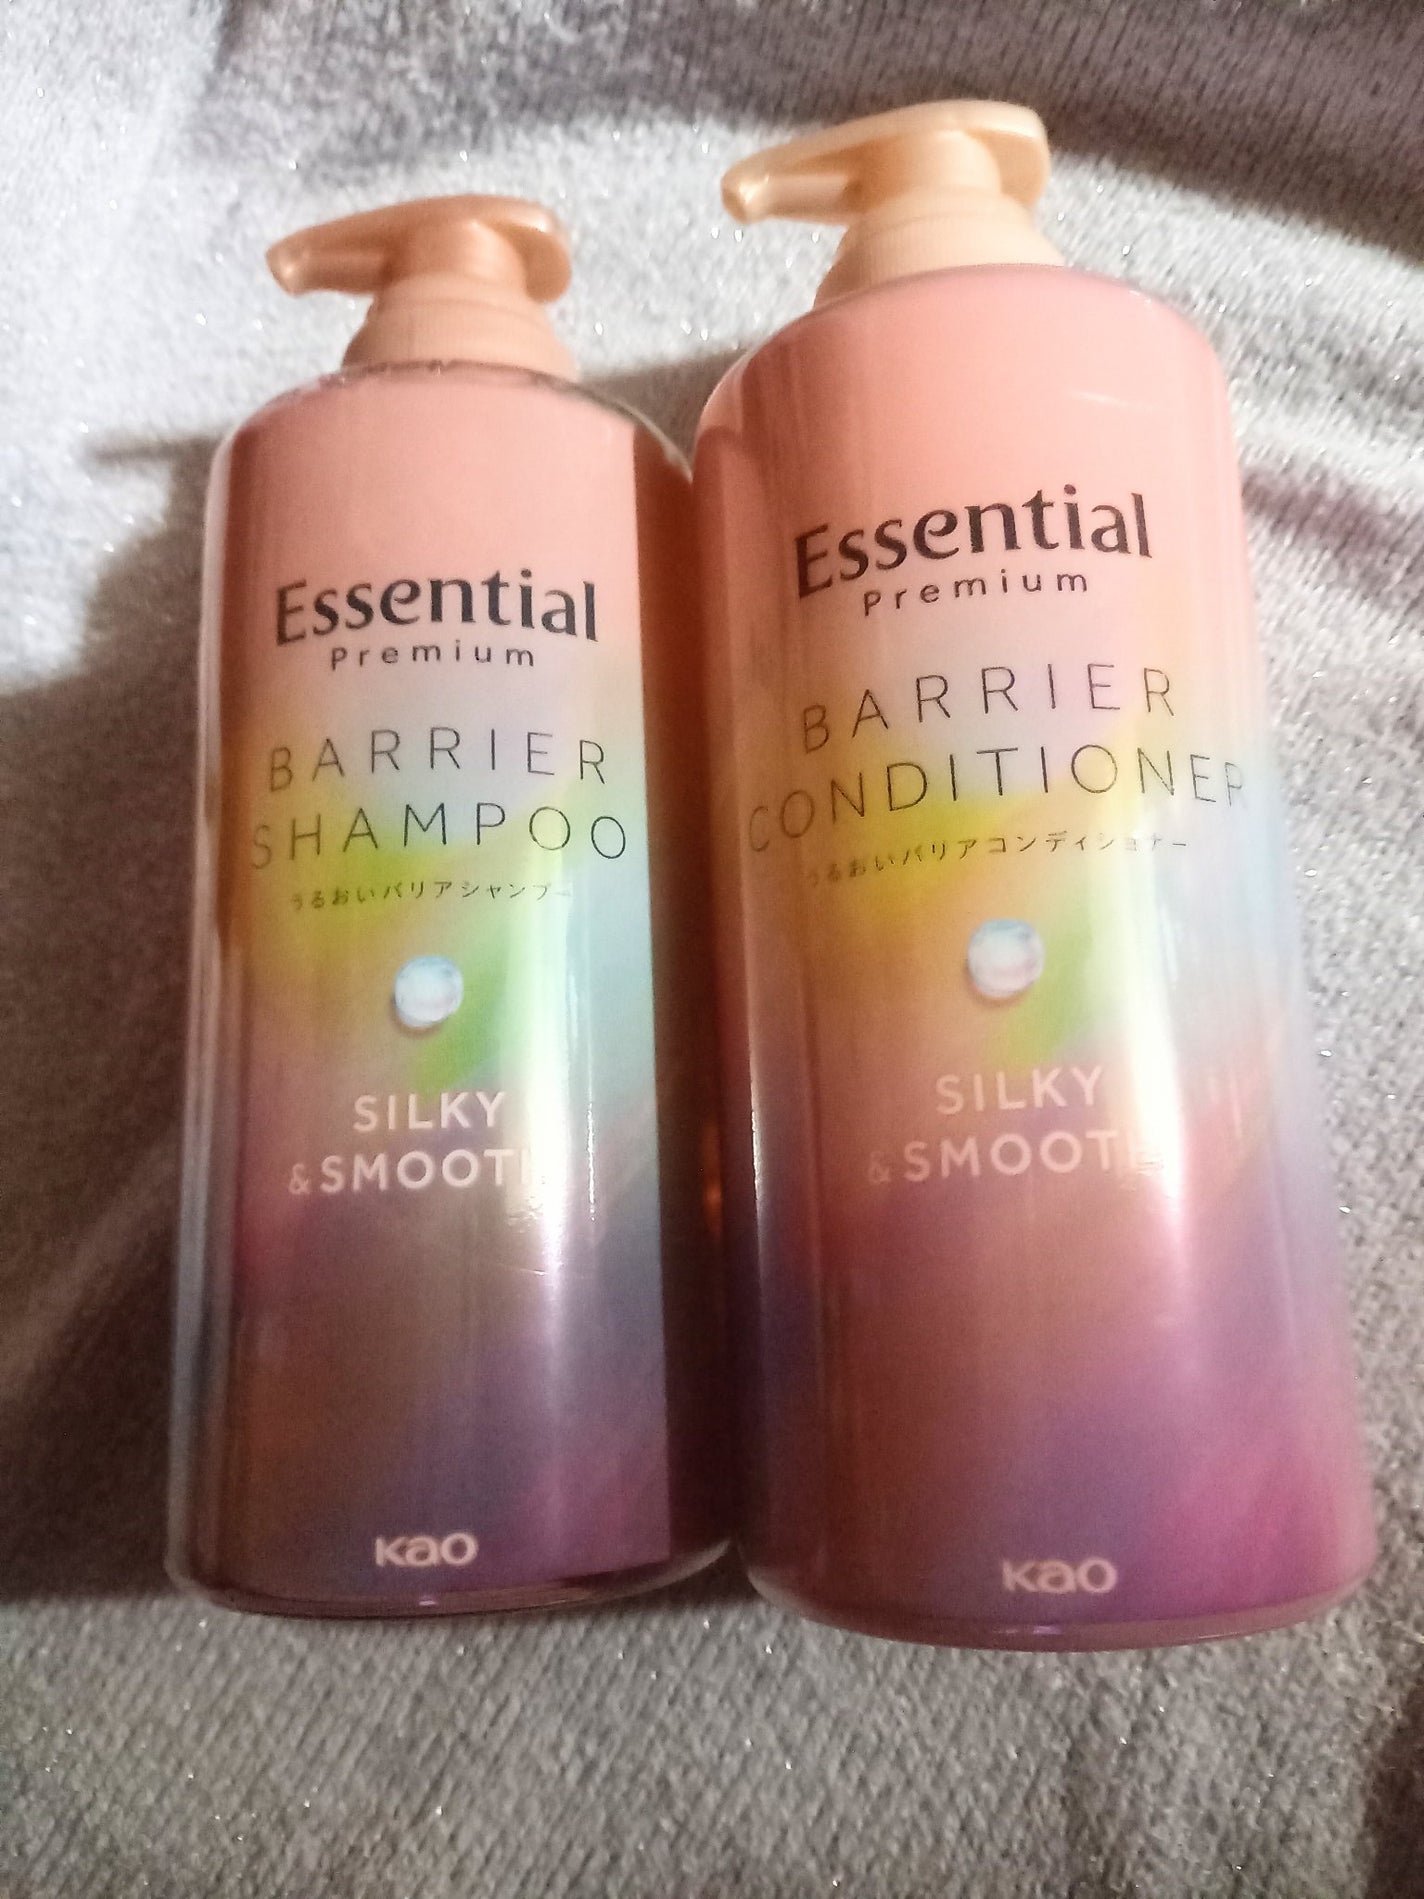 Essential
Premium
BARRIER
SHAMPOO
うるおいバリアシャンプー
SILKY
&SMOOTH
Kao
Essential
Premium
BARRIER
CONDITIONER
うるおいバリアコンディショナー
SILKY
&SMOOTH
Kao